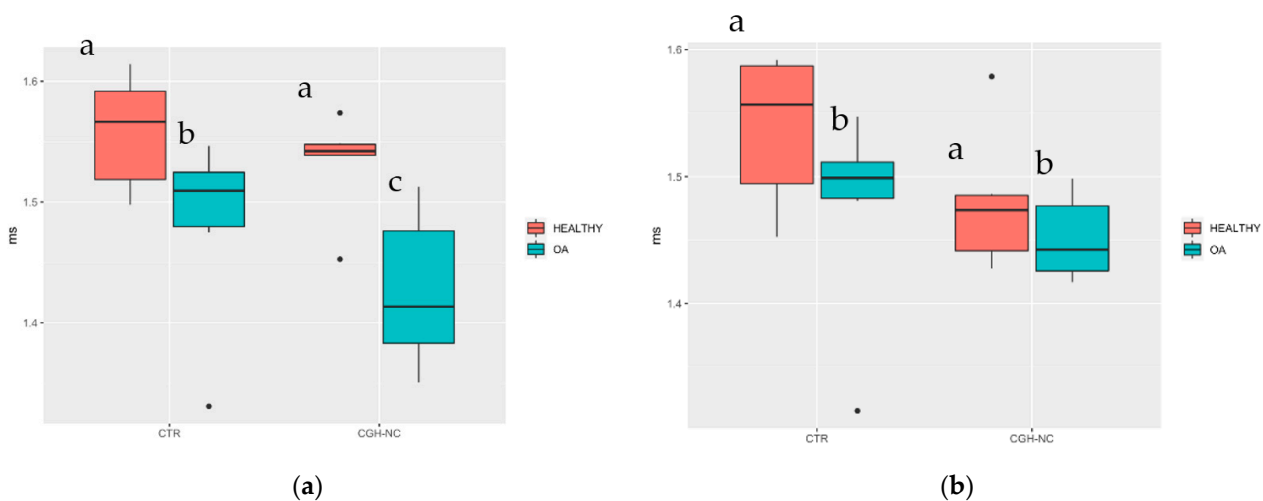 a
1.6
a
b
c
1.5
1.4
ms
CTR
CGH-NC
HEALTHY
OA
(a)
a
1.6
b
a
b
1.5
1.4
ms
CTR
CGH-NC
HEALTHY
OA
(b)